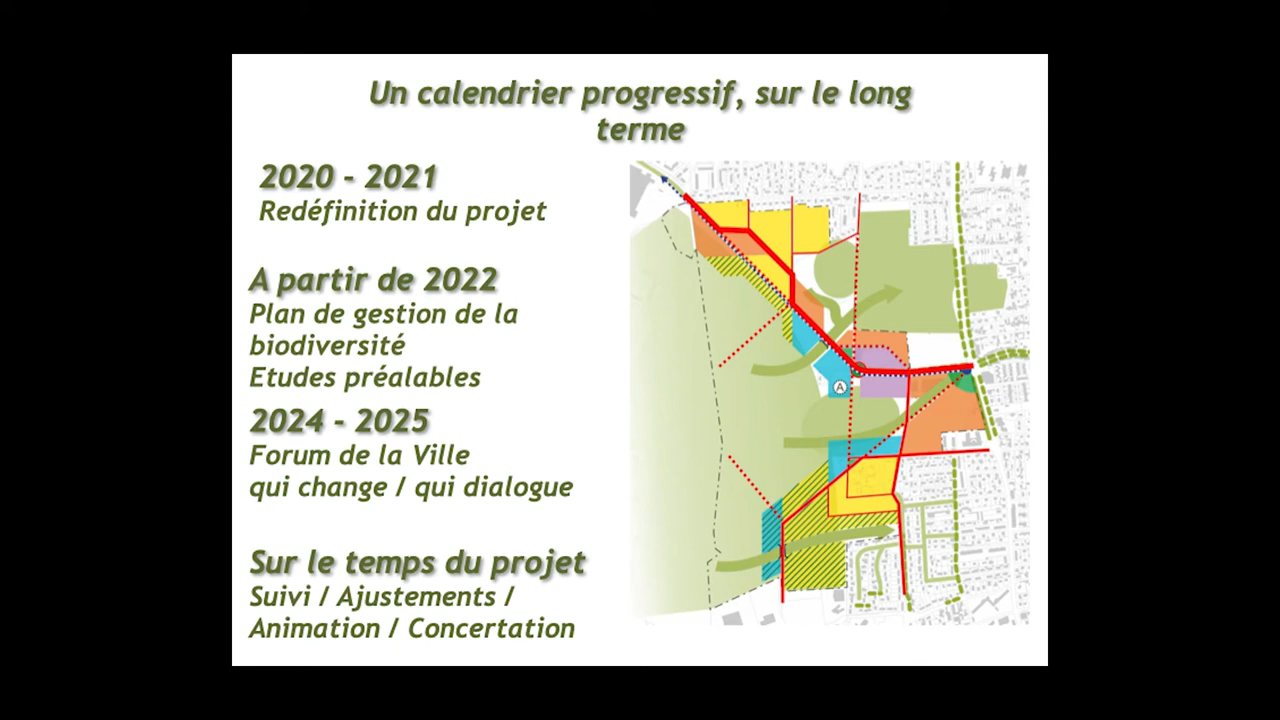 Un calendrier progressif, sur le long
terme
2020 - 2021
Redéfinition du projet
A partir de 2022
Plan de gestion de la
biodiversité
Etudes préalables
2024 - 2025
Forum de la Ville
qui change / qui dialogue
Sur le temps du projet
Suivi / Ajustements /
Animation / Concertation
A